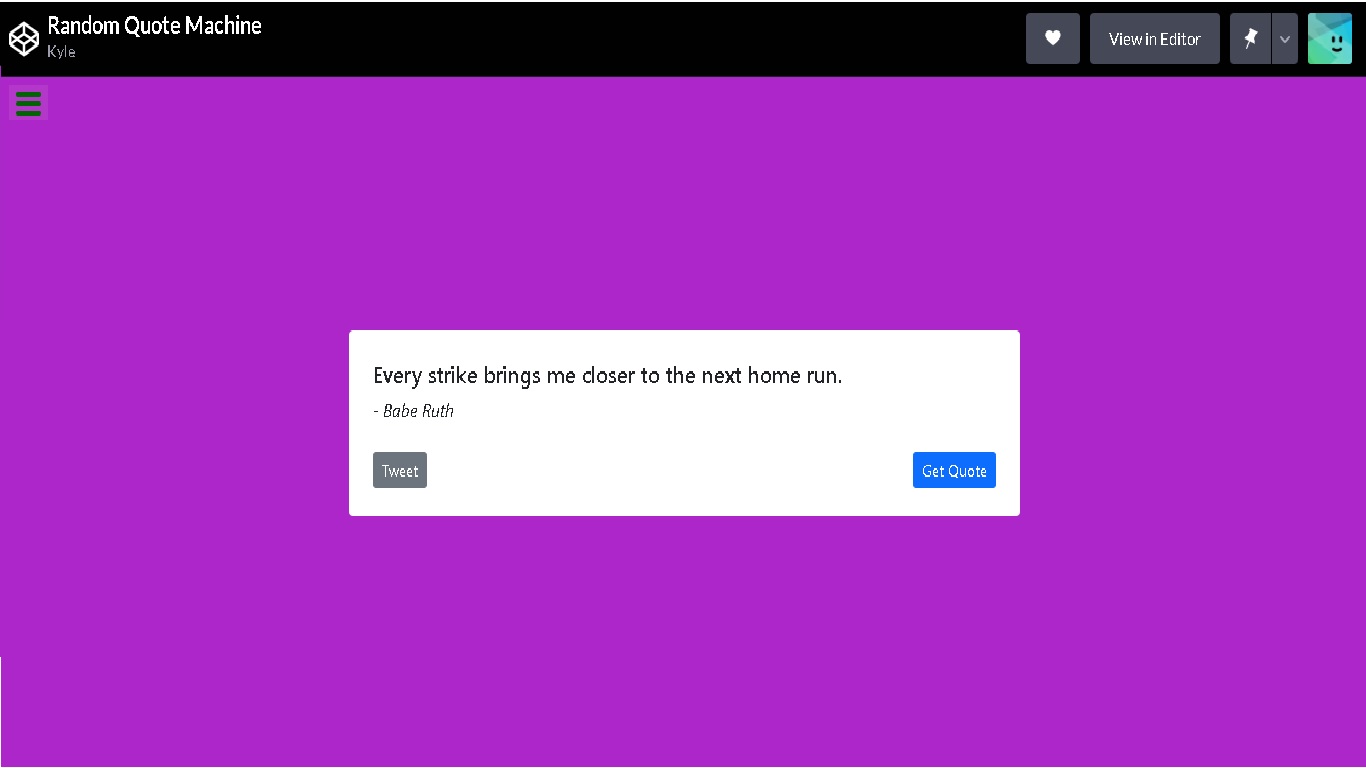 Random Quote Machine
Kyle
View in Editor
Every strike brings me closer to the next home run.
- Babe Ruth
Tweet
Get Quote